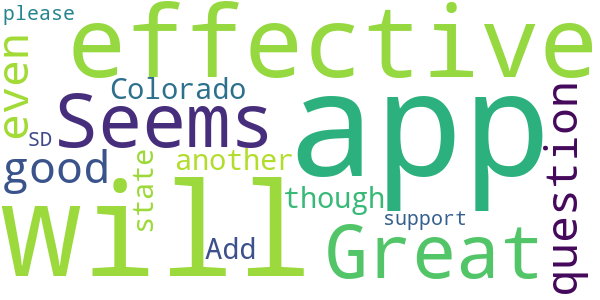 please
effective
even
Colorado
Seems
app
question
SD
good
another
state
though
will
support
Add
Great